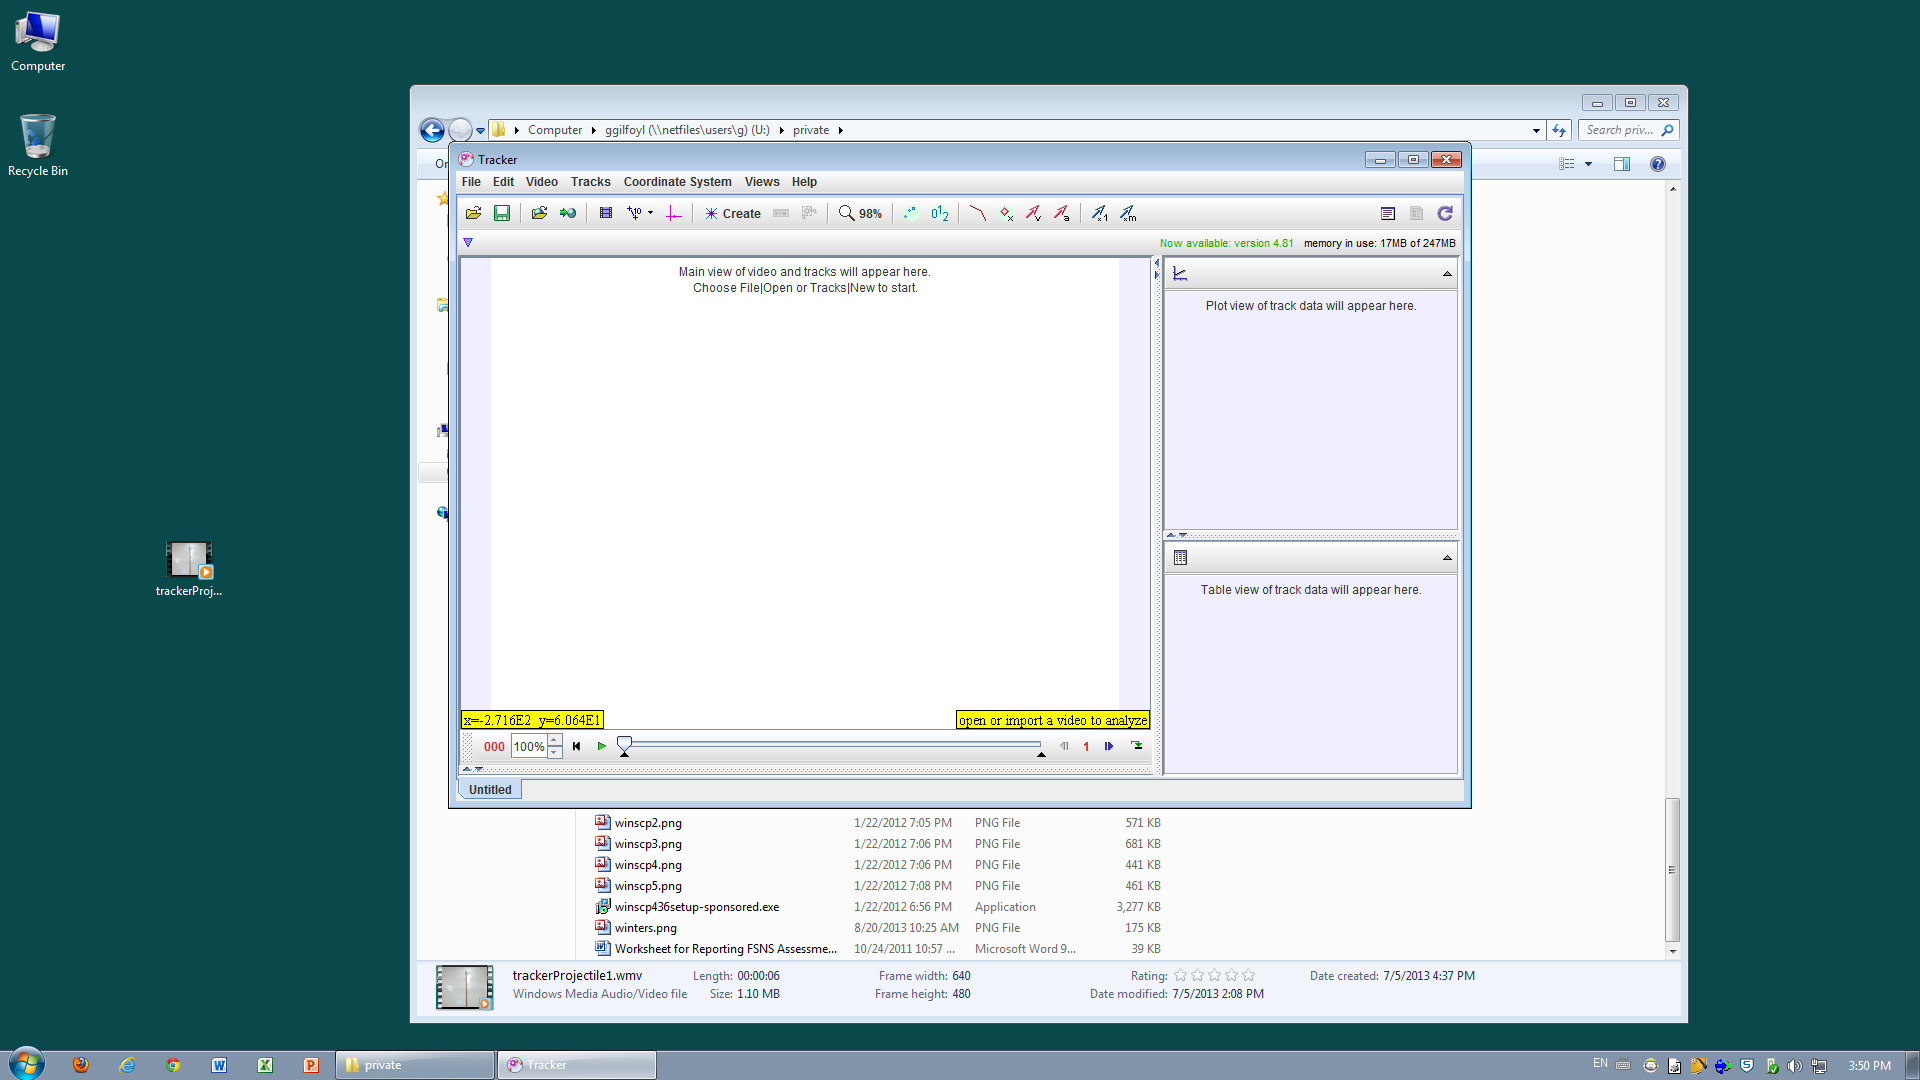 Computer
Recycle Bin
trackerProj...
Computer ggilfoyl (\\netfiles\users\g) (U:) private
Search priv...
Or
Tracker
File Edit Video Tracks Coordinate System Views Help
Create 98%
Now available: version 4.81 memory in use: 17MB of 247MB
Main view of video and tracks will appear here.
Choose File|Open or Tracks|New to start.
Plot view of track data will appear here.
Table view of track data will appear here.
x=-2.716E2 y=6.064E1
open or import a video to analyze
000 100% 1
Untitled
winscp2.png 1/22/2012 7:05 PM PNG File 571 KB
winscp3.png 1/22/2012 7:06 PM PNG File 681 KB
winscp4.png 1/22/2012 7:06 PM PNG File 441 KB
winscp5.png 1/22/2012 7:08 PM PNG File 461 KB
winscp436setup-sponsored.exe 1/22/2012 6:56 PM Application 3,277 KB
winters.png 8/20/2013 10:25 AM PNG File 175 KB
Worksheet for Reporting FSNS Assessme... 10/24/2011 10:57 ... Microsoft Word 9... 39 KB
trackerProjectile1.wmv Length: 00:00:06 Frame width: 640 Rating: Date created: 7/5/2013 4:37 PM
Windows Media Audio/Video file Size: 1.10 MB Frame height: 480 Date modified: 7/5/2013 2:08 PM
private
Tracker
EN
3:50 PM